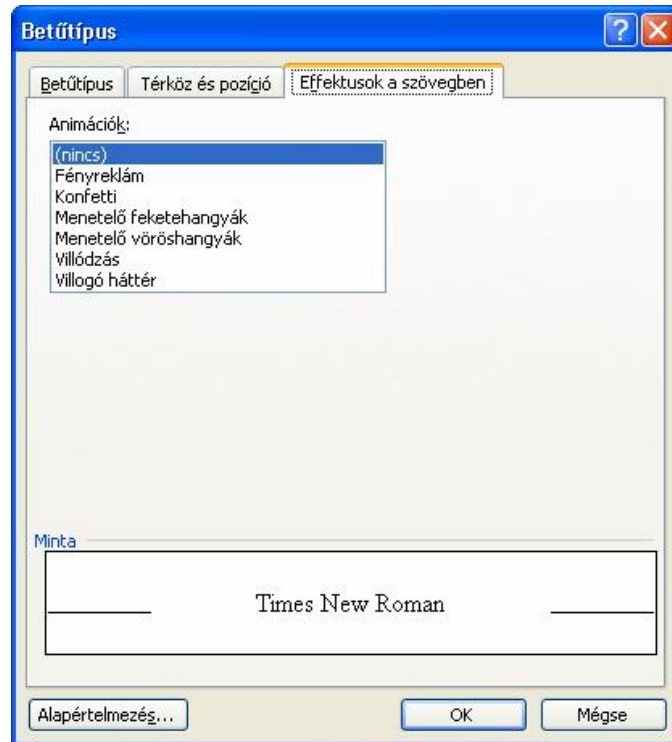 Betűtípus
Betűtípus Térköz és pozíció Effektusok a szövegben
Animációk:
(nincs)
Fényreklám
Konfetti
Menetelő feketehangyák
Menetelő vöröshangyák
Villódzás
Villogó háttér
Minta
Times New Roman
Alapértelmezés... OK Mégse